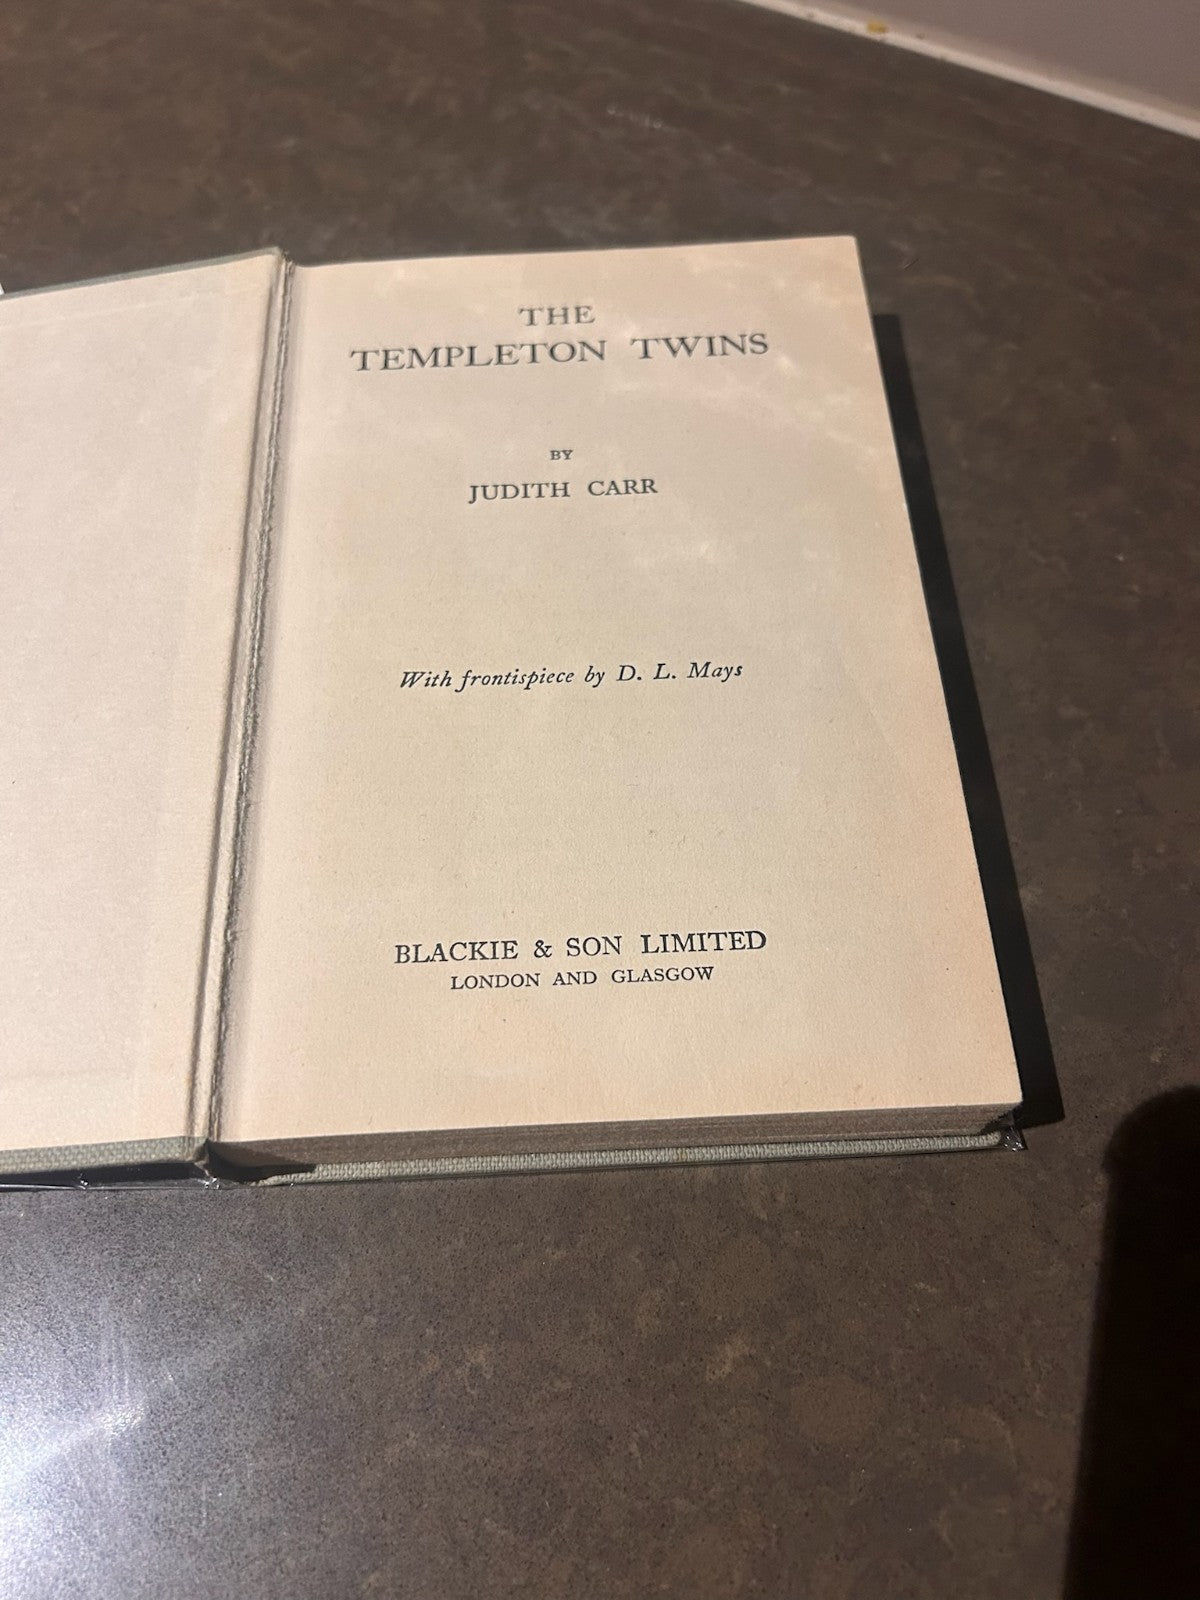 THE
TEMPLETON TWINS
BY
JUDITH CARR
With frontispiece by D. L. Mays
BLACKIE & SON LIMITED
LONDON AND GLASGOW